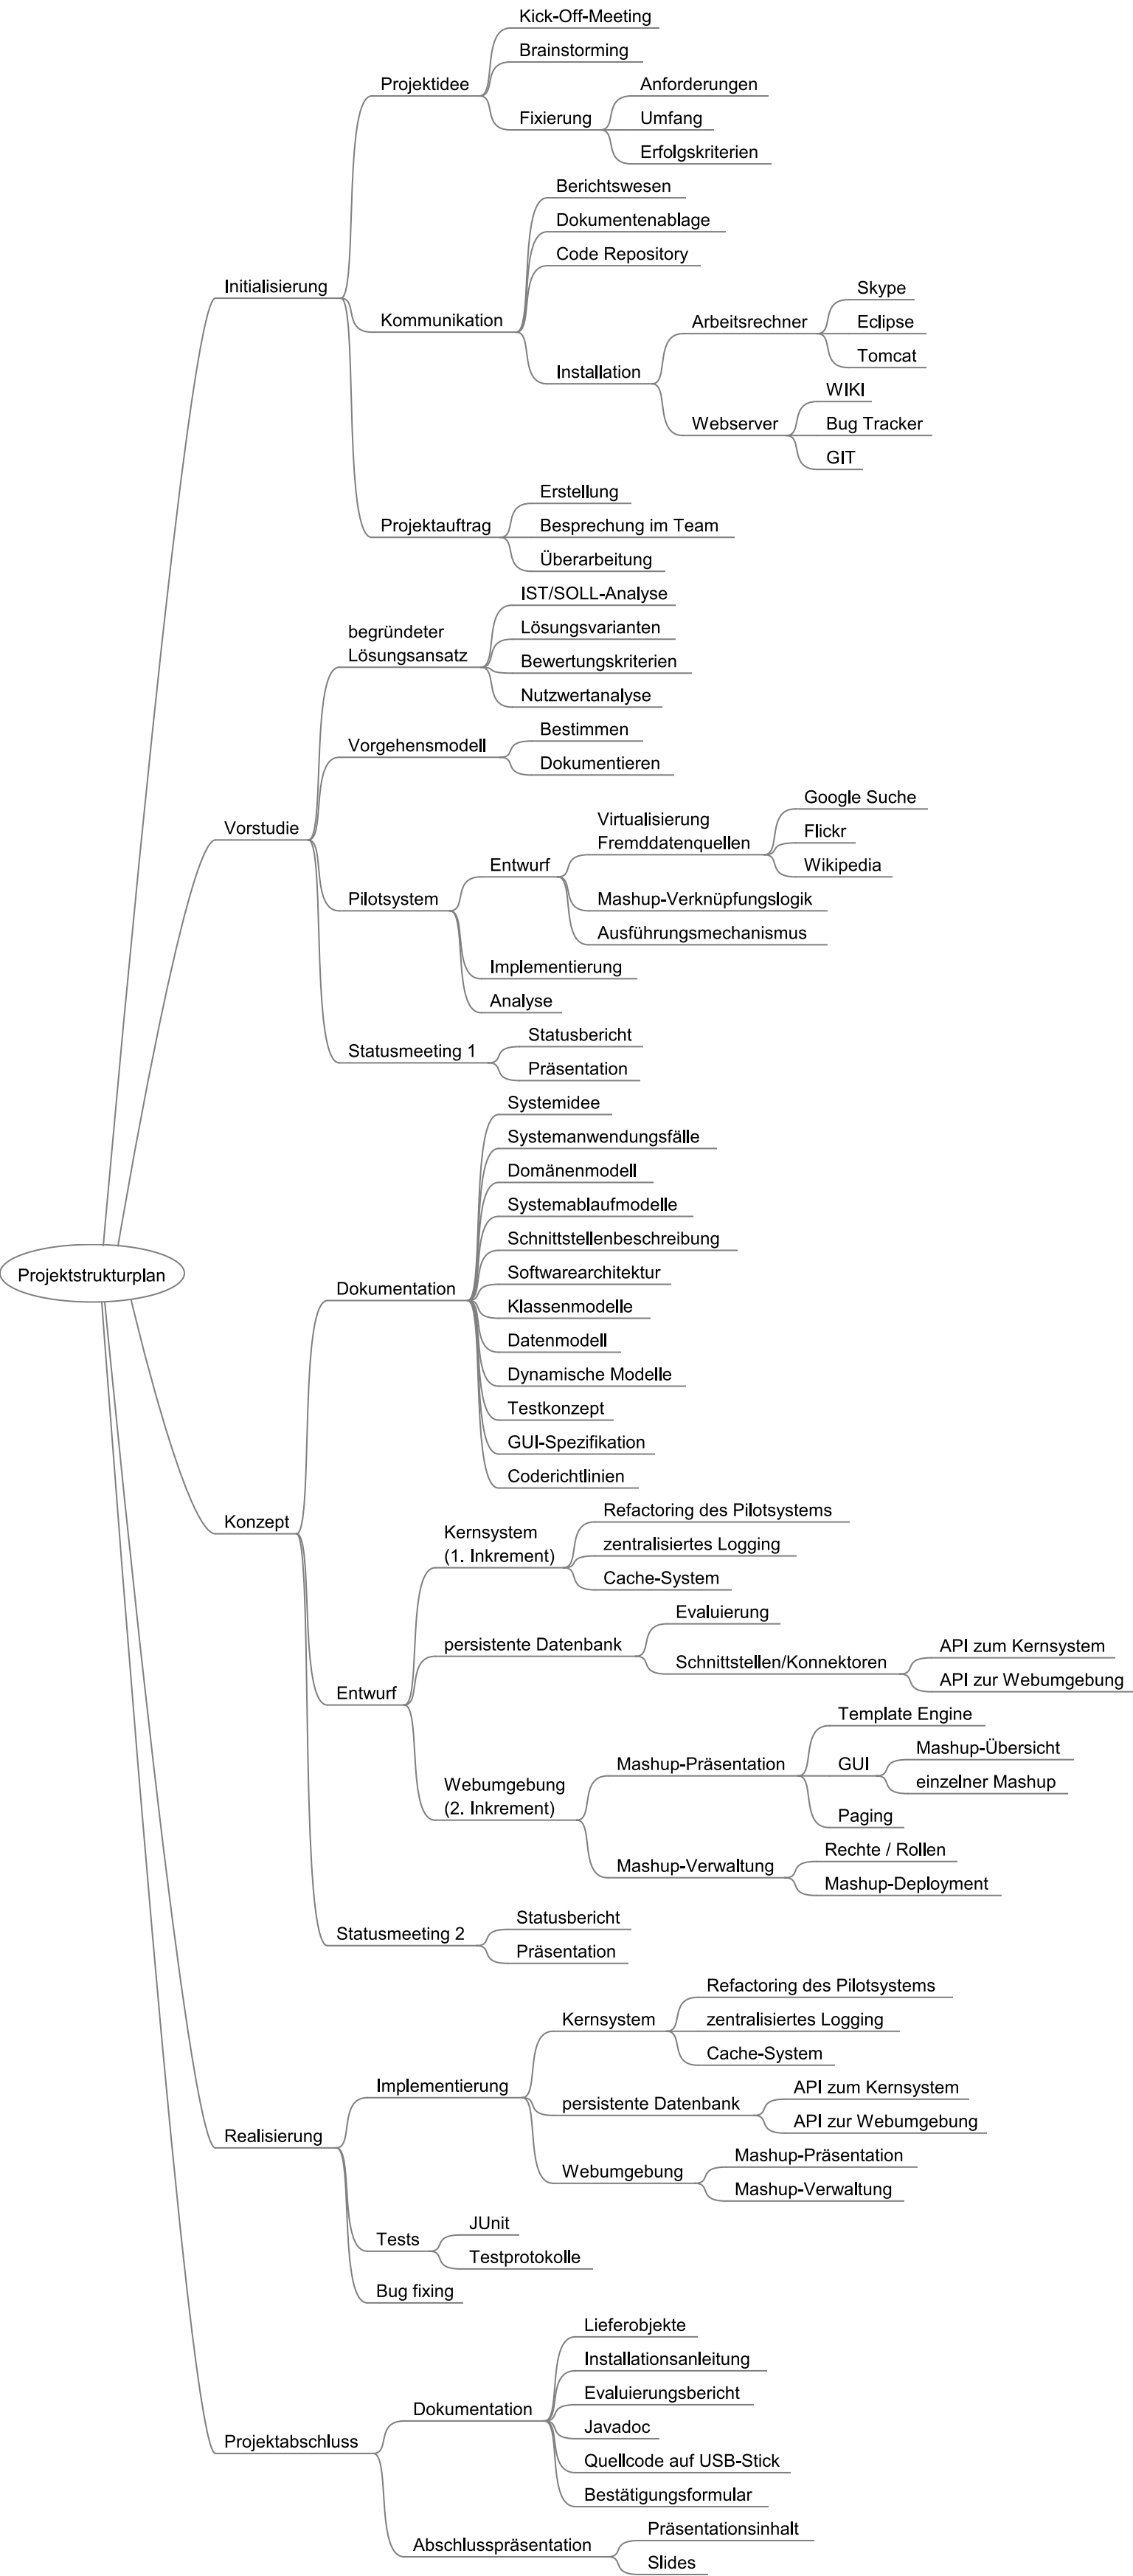 Kick-Off-Meeting
Brainstorming
Projektidee
Anforderungen
Fixierung
Umfang
Erfolgskriterien
Berichtswesen
Dokumentenablage
Code Repository
Initialisierung
Kommunikation
Skype
Arbeitsrechner
Eclipse
Tomcat
Installation
WIKI
Webserver
Bug Tracker
GIT
Erstellung
Projektauftrag
Besprechung im Team
Überarbeitung
IST/SOLL-Analyse
begründeter
Lösungsansatz
Lösungsvarianten
Bewertungskriterien
Nutzwertanalyse
Bestimmen
Vorgehensmodell
Dokumentieren
Vorstudie
Google Suche
Virtualisierung
Fremddatenquellen
Flickr
Wikipedia
Entwurf
Pilotsystem
Mashup-Verknüpfungslogik
Ausführungsmechanismus
Implementierung
Analyse
Statusbericht
Statusmeeting 1
Präsentation
Systemidee
Systemanwendungsfälle
Domänenmodell
Systemablaufmodelle
Schnittstellenbeschreibung
Projektstrukturplan
Dokumentation
Softwarearchitektur
Klassenmodelle
Datenmodell
Dynamische Modelle
Testkonzept
GUI-Spezifikation
Coderichtlinien
Konzept
Kernsystem
(1. Inkrement)
Refactoring des Pilotsystems
zentralisiertes Logging
Cache-System
Evaluierung
persistente Datenbank
Schnittstellen/Konnektoren
API zum Kernsystem
API zur Webumgebung
Entwurf
Template Engine
Mashup-Präsentation
GUI
Mashup-Übersicht
einzelner Mashup
Paging
Webumgebung
(2. Inkrement)
Rechte / Rollen
Mashup-Verwaltung
Mashup-Deployment
Statusbericht
Statusmeeting 2
Präsentation
Refactoring des Pilotsystems
Kernsystem
zentralisiertes Logging
Cache-System
Implementierung
API zum Kernsystem
persistente Datenbank
API zur Webumgebung
Realisierung
Mashup-Präsentation
Webumgebung
Mashup-Verwaltung
JUnit
Tests
Testprotokolle
Bug fixing
Lieferobjekte
Installationsanleitung
Evaluierungsbericht
Dokumentation
Javadoc
Projektabschluss
Quellcode auf USB-Stick
Bestätigungsformular
Präsentationsinhalt
Abschlusspräsentation
Slides